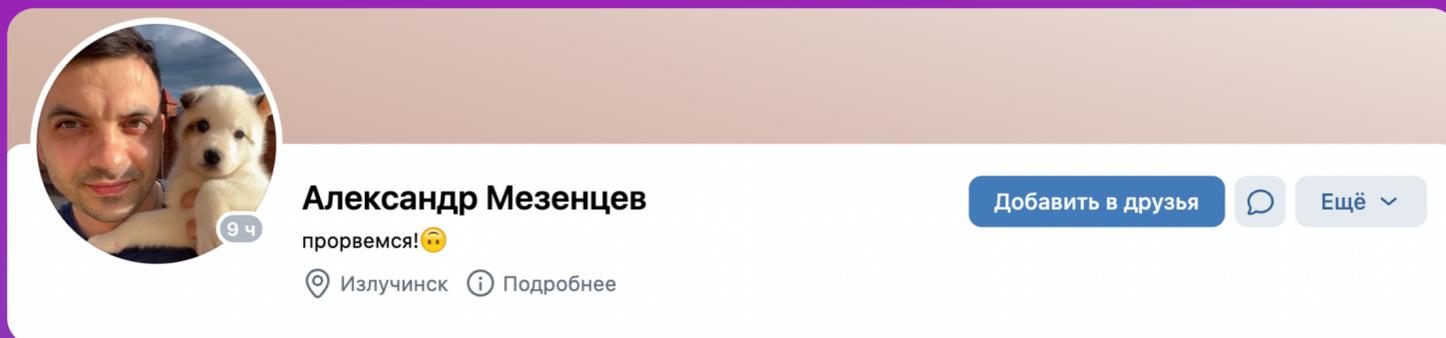 9 ч
Александр Мезенцев
прорвемся!🙃
Излучинск Подробнее
Добавить в друзья
Ещё